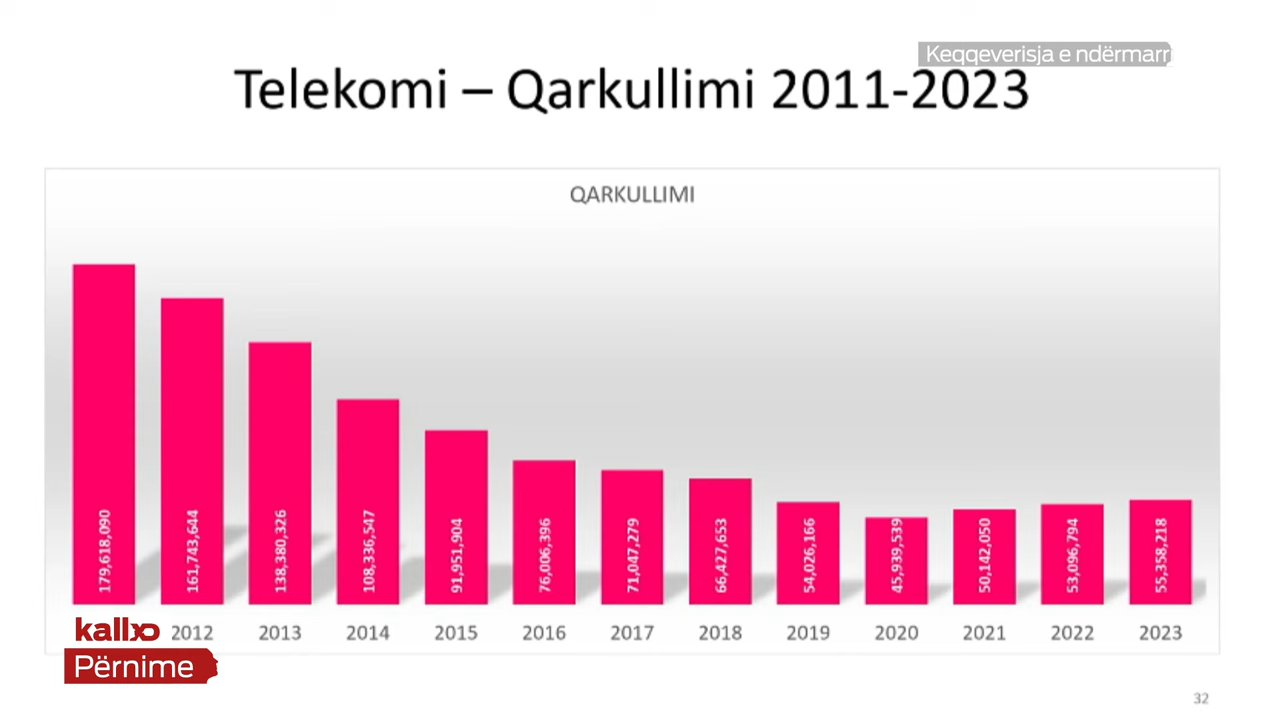 Keqqeverisja e ndërmarr
Telekomi – Qarkullimi 2011-2023
QARKULLIMI
179,618,090
161,743,644
138,380,326
108,336,547
91,951,904
76,006,396
71,047,279
66,427,653
54,026,166
45,939,539
50,142,050
53,096,794
55,358,218
kallxo 2012 2013 2014 2015 2016 2017 2018 2019 2020 2021 2022 2023
Përnime
32